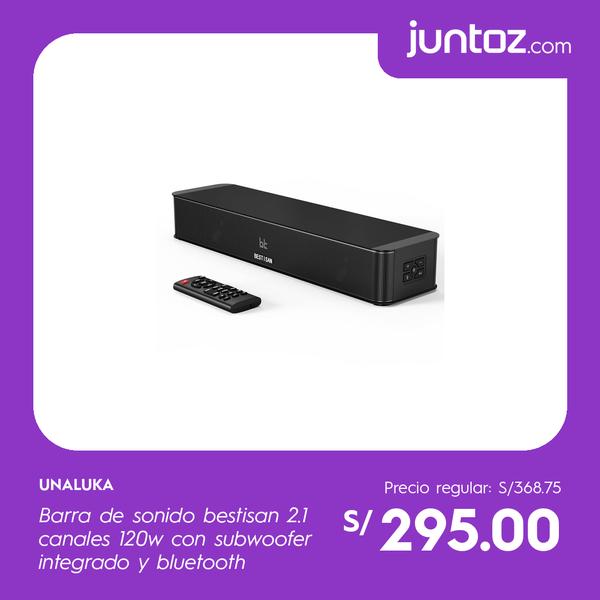 juntoz.com
bt
BESTISAN
UNALUKA
Barra de sonido bestisan 2.1
canales 120w con subwoofer
integrado y bluetooth
Precio regular: S/368.75
S/ 295.00